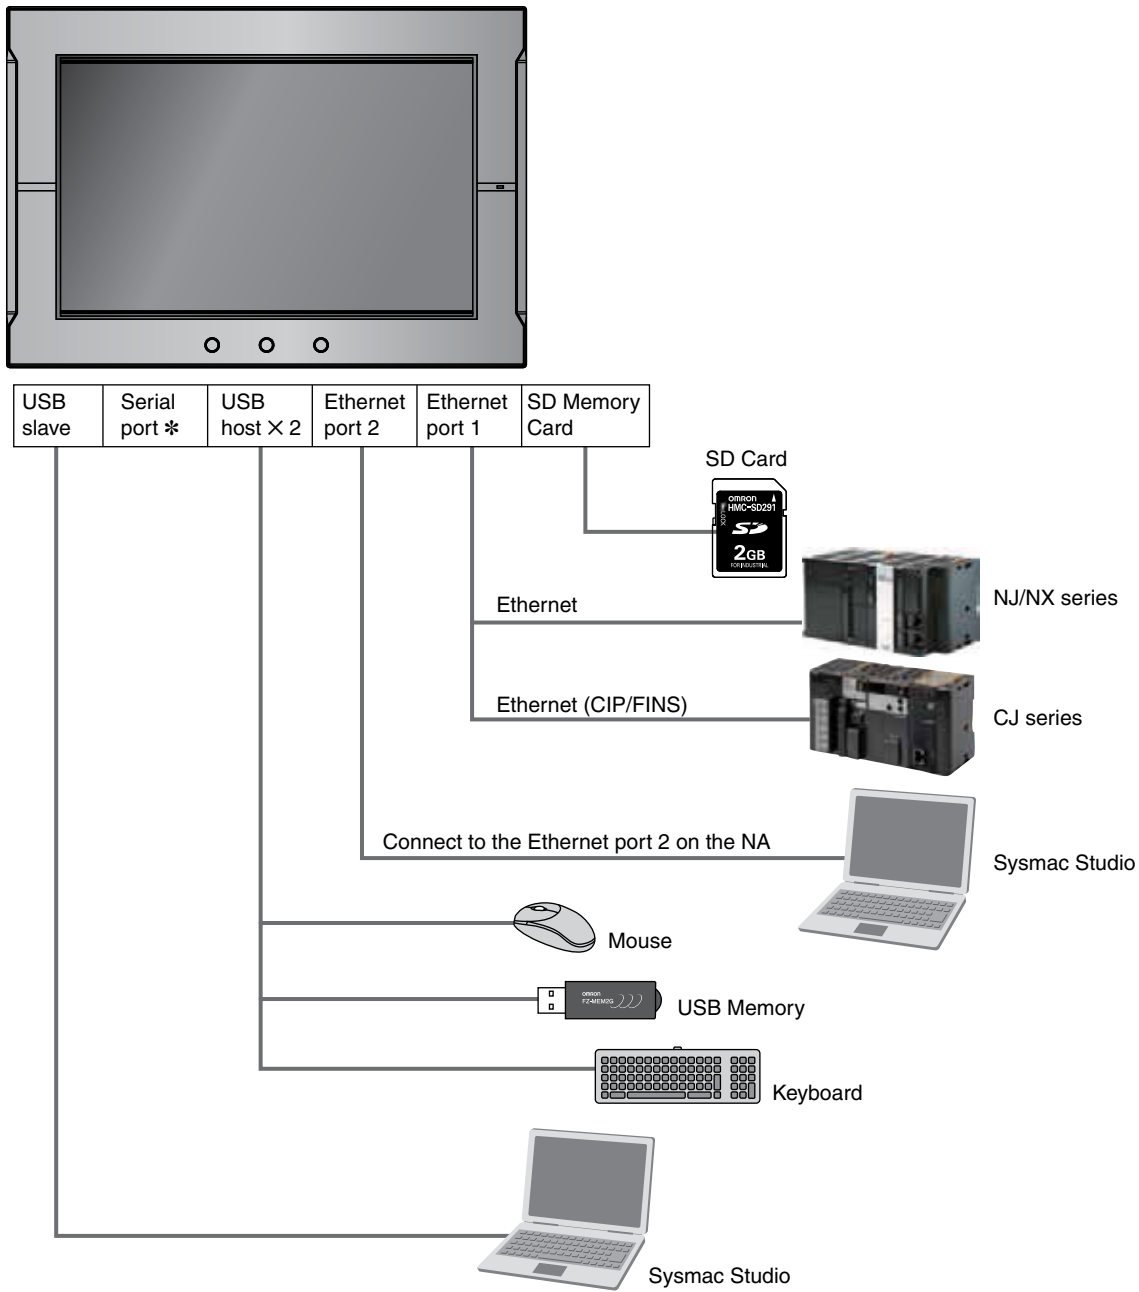 USB slave
Serial port ✽
USB host × 2
Ethernet port 2
Ethernet port 1
SD Memory Card
SD Card
OMRON
HMC-SD291
LOCK
SD
2GB
FOR INDUSTRIAL
Ethernet
NJ/NX series
Ethernet (CIP/FINS)
CJ series
Connect to the Ethernet port 2 on the NA
Sysmac Studio
Mouse
OMRON
FZ-MEM2G
USB Memory
Keyboard
Sysmac Studio